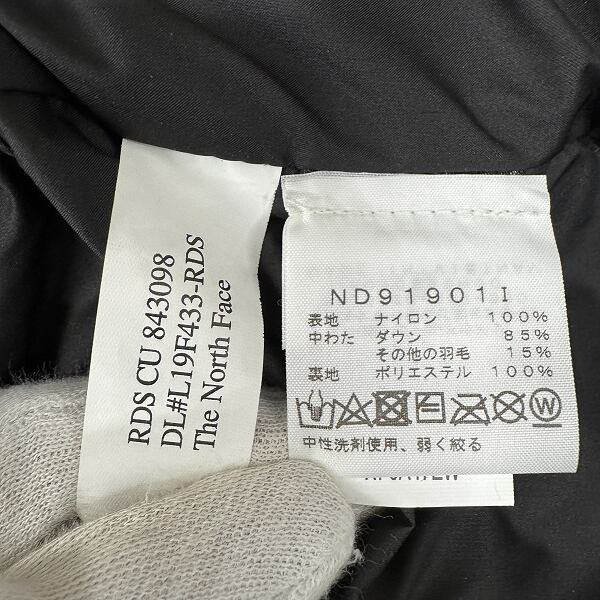 RDS CU 843098
DL#L19F433-RDS
The North Face
ND91901I
表地 ナイロン 100%
中わた ダウン 85%
その他の羽毛 15%
裏地 ポリエステル 100%
W
中性洗剤使用、弱く絞る